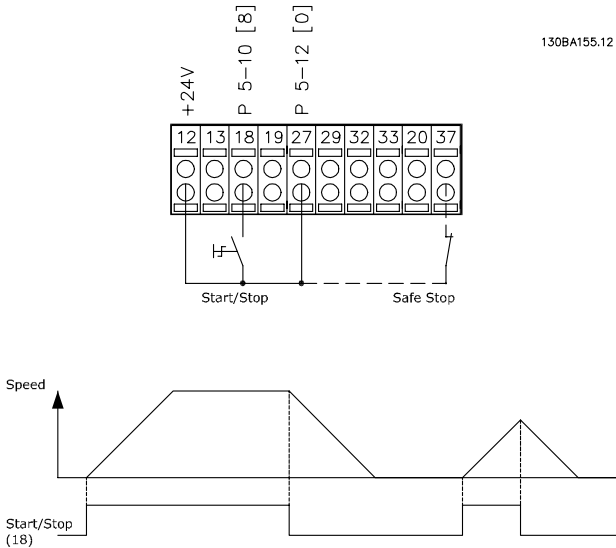 130BA155.12
+24V
P 5-10 [8]
P 5-12 [0]
12 13 18 19 27 29 32 33 20 37
Start/Stop
Safe Stop
Speed
Start/Stop
(18)